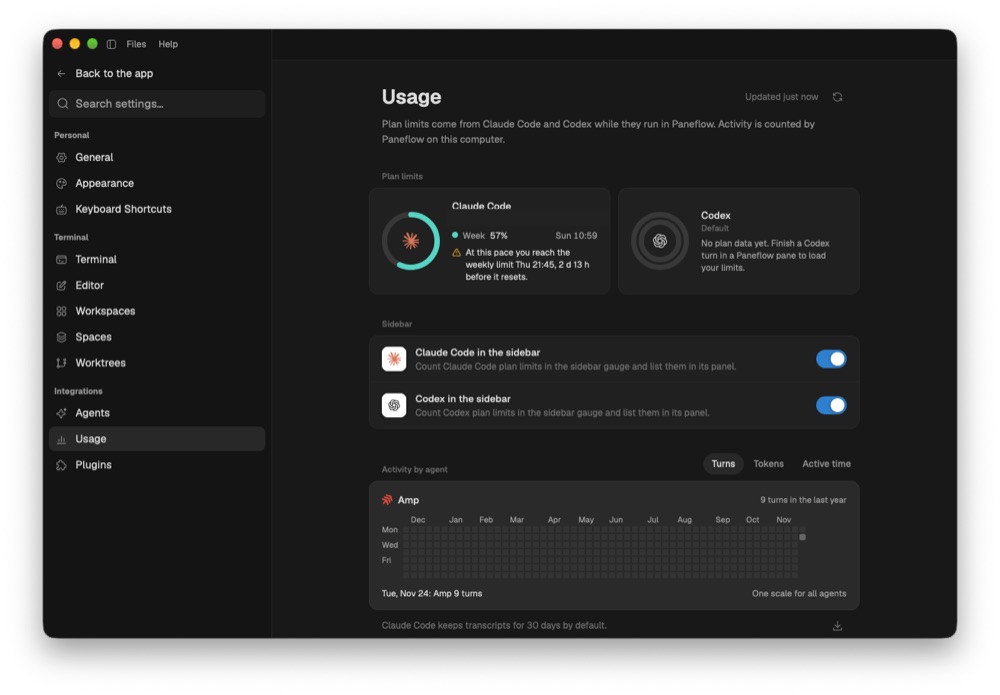 Files Help
Back to the app
Search settings...
Personal
General
Appearance
Keyboard Shortcuts
Terminal
Terminal
Editor
Workspaces
Spaces
Worktrees
Integrations
Agents
Usage
Plugins
Usage
Updated just now
Plan limits come from Claude Code and Codex while they run in Paneflow. Activity is counted by
Paneflow on this computer.
Plan limits
Claude Code
Week 57% Sun 10:59
At this pace you reach the
weekly limit Thu 21:45, 2 d 13 h
before it resets.
Codex
Default
No plan data yet. Finish a Codex
turn in a Paneflow pane to load
your limits.
Sidebar
Claude Code in the sidebar
Count Claude Code plan limits in the sidebar gauge and list them in its panel.
Codex in the sidebar
Count Codex plan limits in the sidebar gauge and list them in its panel.
Activity by agent
Turns Tokens Active time
Amp
9 turns in the last year
Dec Jan Feb Mar Apr May Jun Jul Aug Sep Oct Nov
Mon
Wed
Fri
Tue, Nov 24: Amp 9 turns
One scale for all agents
Claude Code keeps transcripts for 30 days by default.